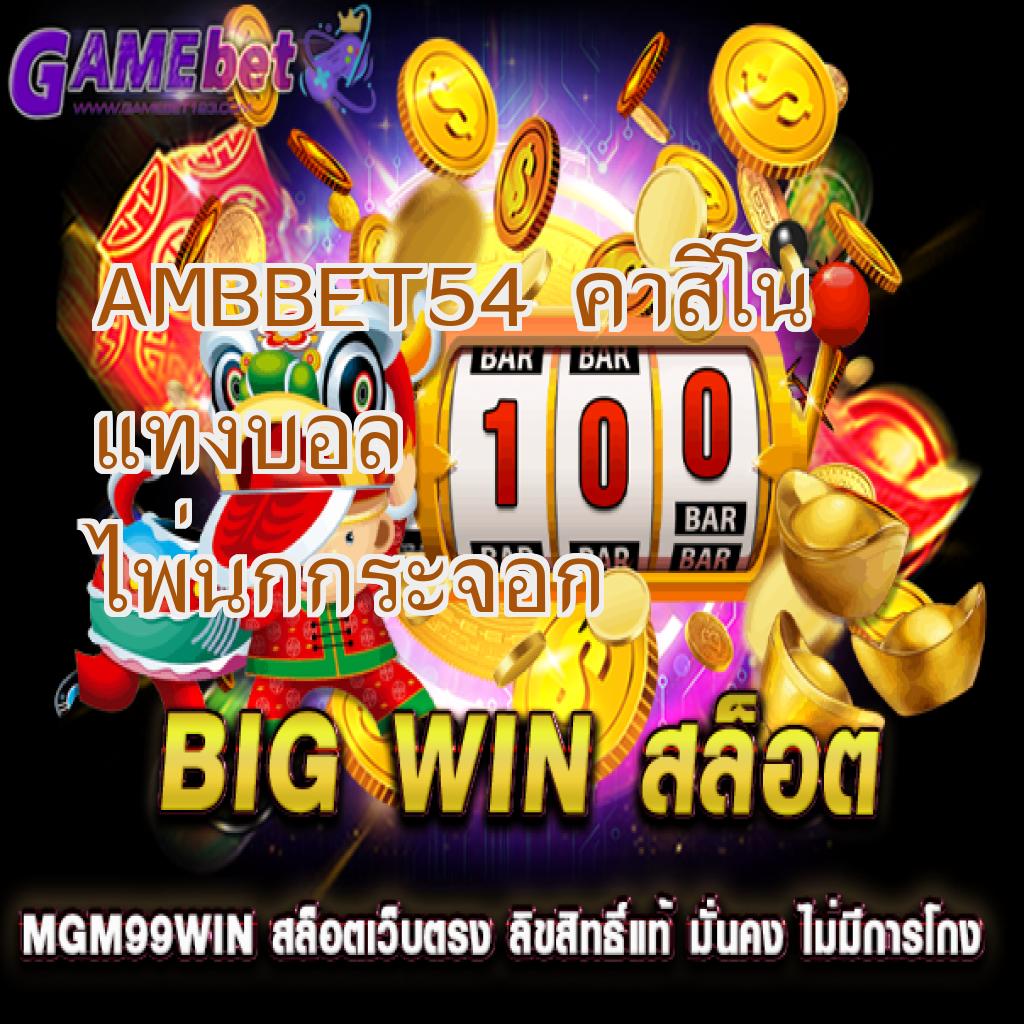 GAMEbet
AMBBET54 คาสิโน
แทงบอล
ไพ่นกกระจอก
BAR BAR
100
BAR
BAR BAR BAR
BIG WIN สล็อต
MGM99WIN สล็อตเว็บตรง ลิขสิทธิ์แท้ มั่นคง ไม่มีการโกง